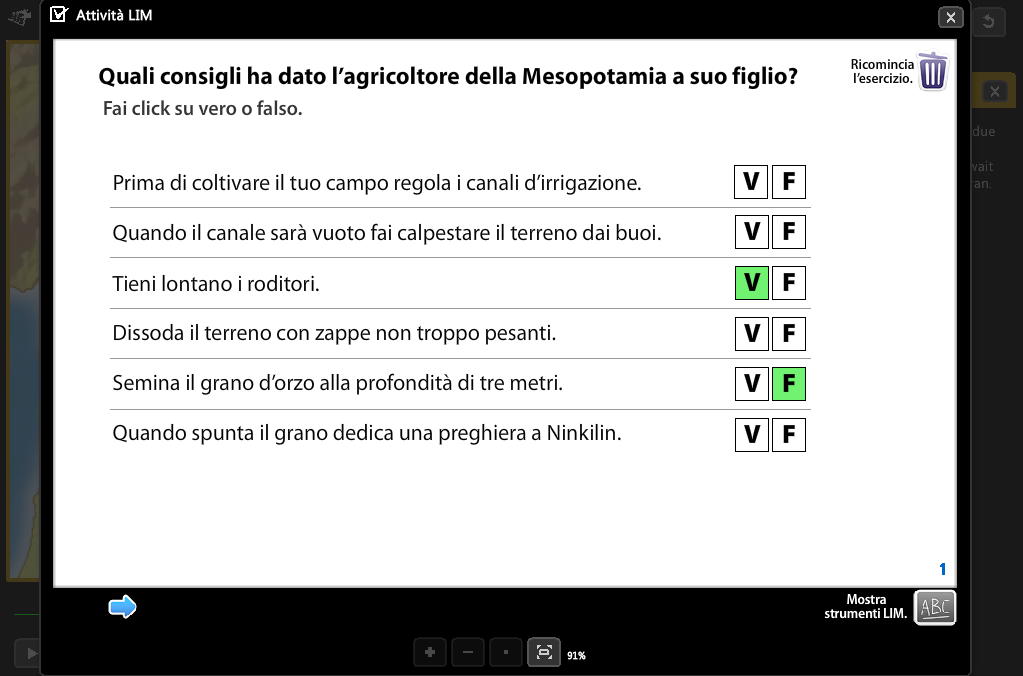 Attività LIM
X
Quali consigli ha dato l'agricoltore della Mesopotamia a suo figlio?
Ricomincia
l'esercizio.
Fai click su vero o falso.
X
due
Prima di coltivare il tuo campo regola i canali d'irrigazione. V F
wait
an.
Quando il canale sarà vuoto fai calpestare il terreno dai buoi. V F
Tieni lontano i roditori. V F
Dissoda il terreno con zappe non troppo pesanti. V F
Semina il grano d'orzo alla profondità di tre metri. V F
Quando spunta il grano dedica una preghiera a Ninkilin. V F
1
Mostra
strumenti LIM.
ABC
91%